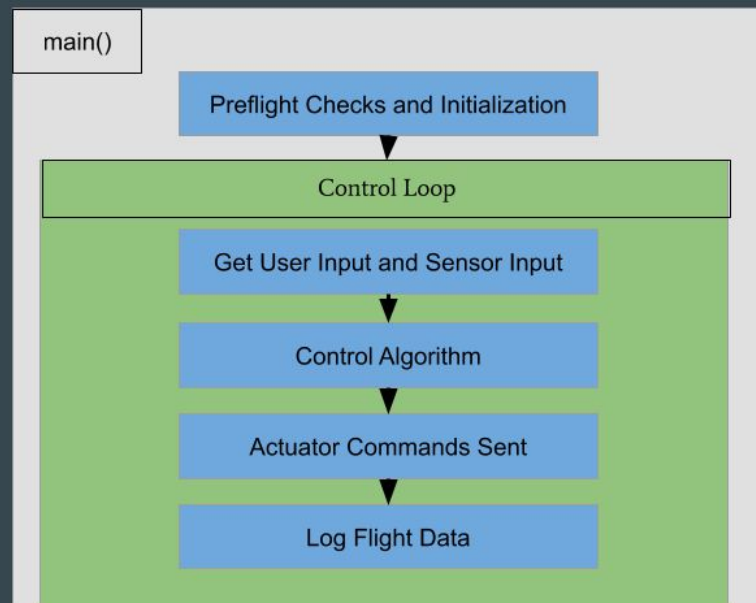 main()
Preflight Checks and Initialization
Control Loop
Get User Input and Sensor Input
Control Algorithm
Actuator Commands Sent
Log Flight Data